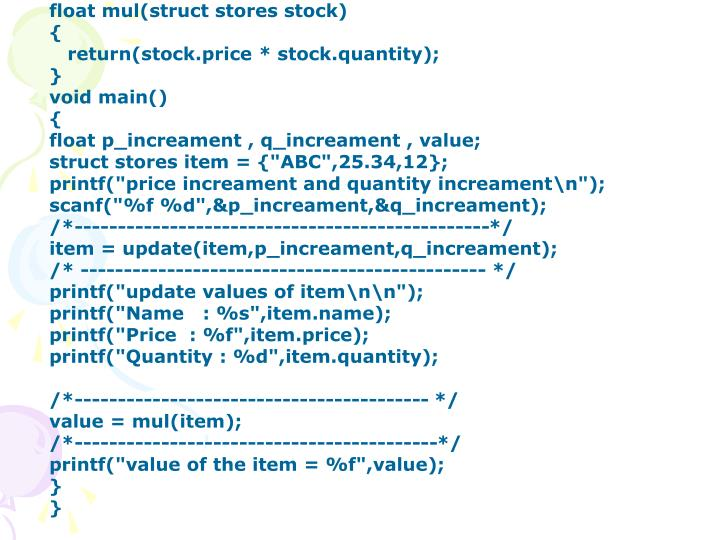 float mul(struct stores stock)
{
return(stock.price * stock.quantity);
}
void main()
{
float p_increament , q_increament , value;
struct stores item = {"ABC",25.34,12};
printf("price increament and quantity increament\n");
scanf("%f %d",&p_increament,&q_increament);
/*------------------------------------------------*/
item = update(item,p_increament,q_increament);
/* ----------------------------------------------- */
printf("update values of item\n\n");
printf("Name   : %s",item.name);
printf("Price  : %f",item.price);
printf("Quantity : %d",item.quantity);
/*----------------------------------------- */
value = mul(item);
/*------------------------------------------*/
printf("value of the item = %f",value);
}
}